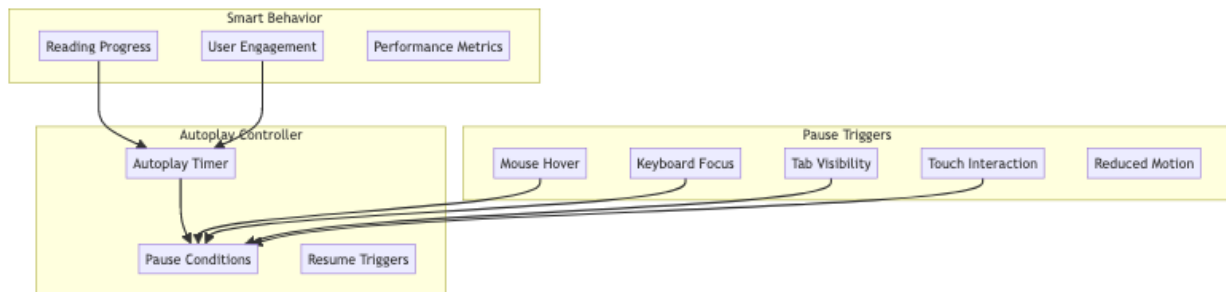 Smart Behavior
Reading Progress
User Engagement
Performance Metrics
Autoplay Controller
Autoplay Timer
Pause Conditions
Resume Triggers
Pause Triggers
Mouse Hover
Keyboard Focus
Tab Visibility
Touch Interaction
Reduced Motion